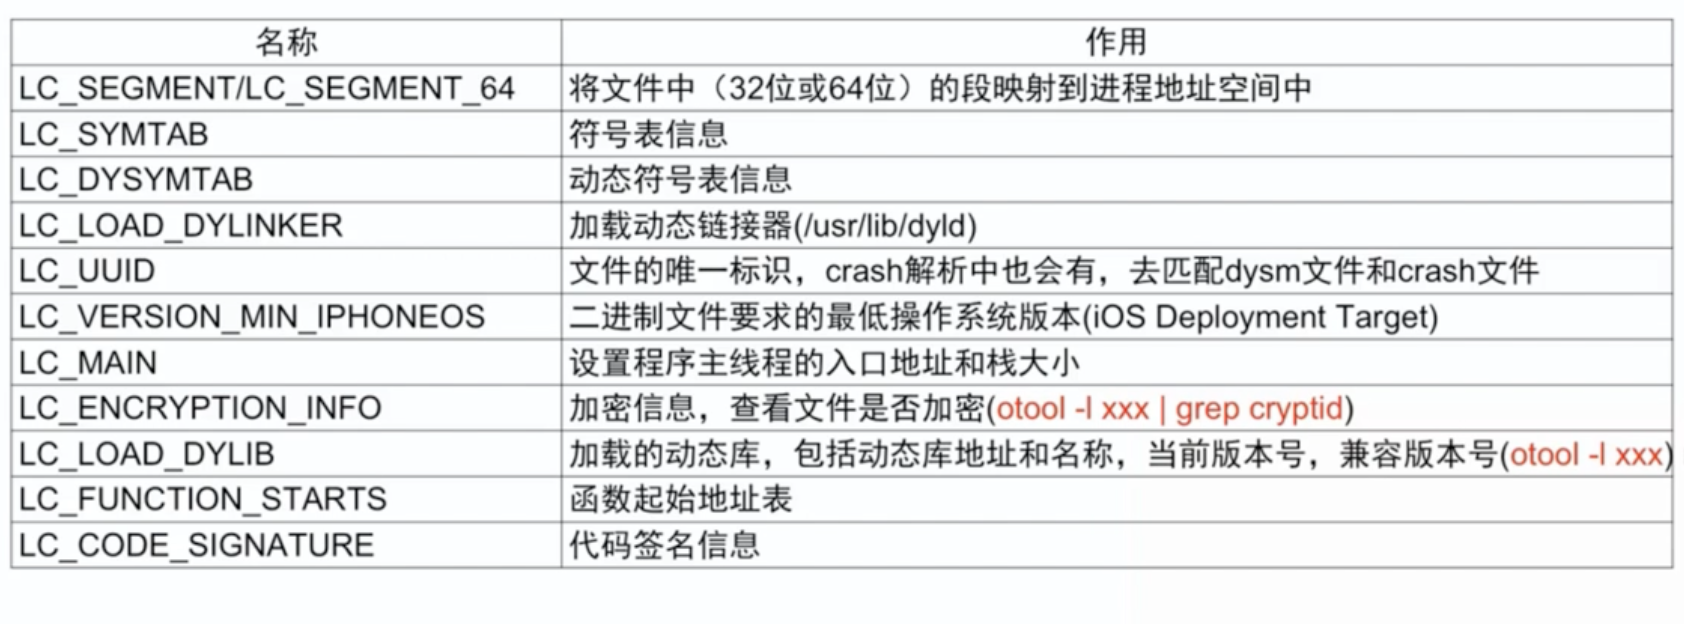 名称 作用
LC_SEGMENT/LC_SEGMENT_64 将文件中（32位或64位）的段映射到进程地址空间中
LC_SYMTAB 符号表信息
LC_DYSYMTAB 动态符号表信息
LC_LOAD_DYLINKER 加载动态链接器(/usr/lib/dyld)
LC_UUID 文件的唯一标识，crash解析中也会有，去匹配dysm文件和crash文件
LC_VERSION_MIN_IPHONEOS 二进制文件要求的最低操作系统版本(iOS Deployment Target)
LC_MAIN 设置程序主线程的入口地址和栈大小
LC_ENCRYPTION_INFO 加密信息，查看文件是否加密(otool -l xxx | grep cryptid)
LC_LOAD_DYLIB 加载的动态库，包括动态库地址和名称，当前版本号，兼容版本号(otool -l xxx)
LC_FUNCTION_STARTS 函数起始地址表
LC_CODE_SIGNATURE 代码签名信息